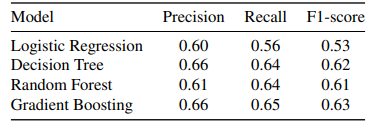 Model Precision Recall F1-score
Logistic Regression 0.60 0.56 0.53
Decision Tree 0.66 0.64 0.62
Random Forest 0.61 0.64 0.61
Gradient Boosting 0.66 0.65 0.63